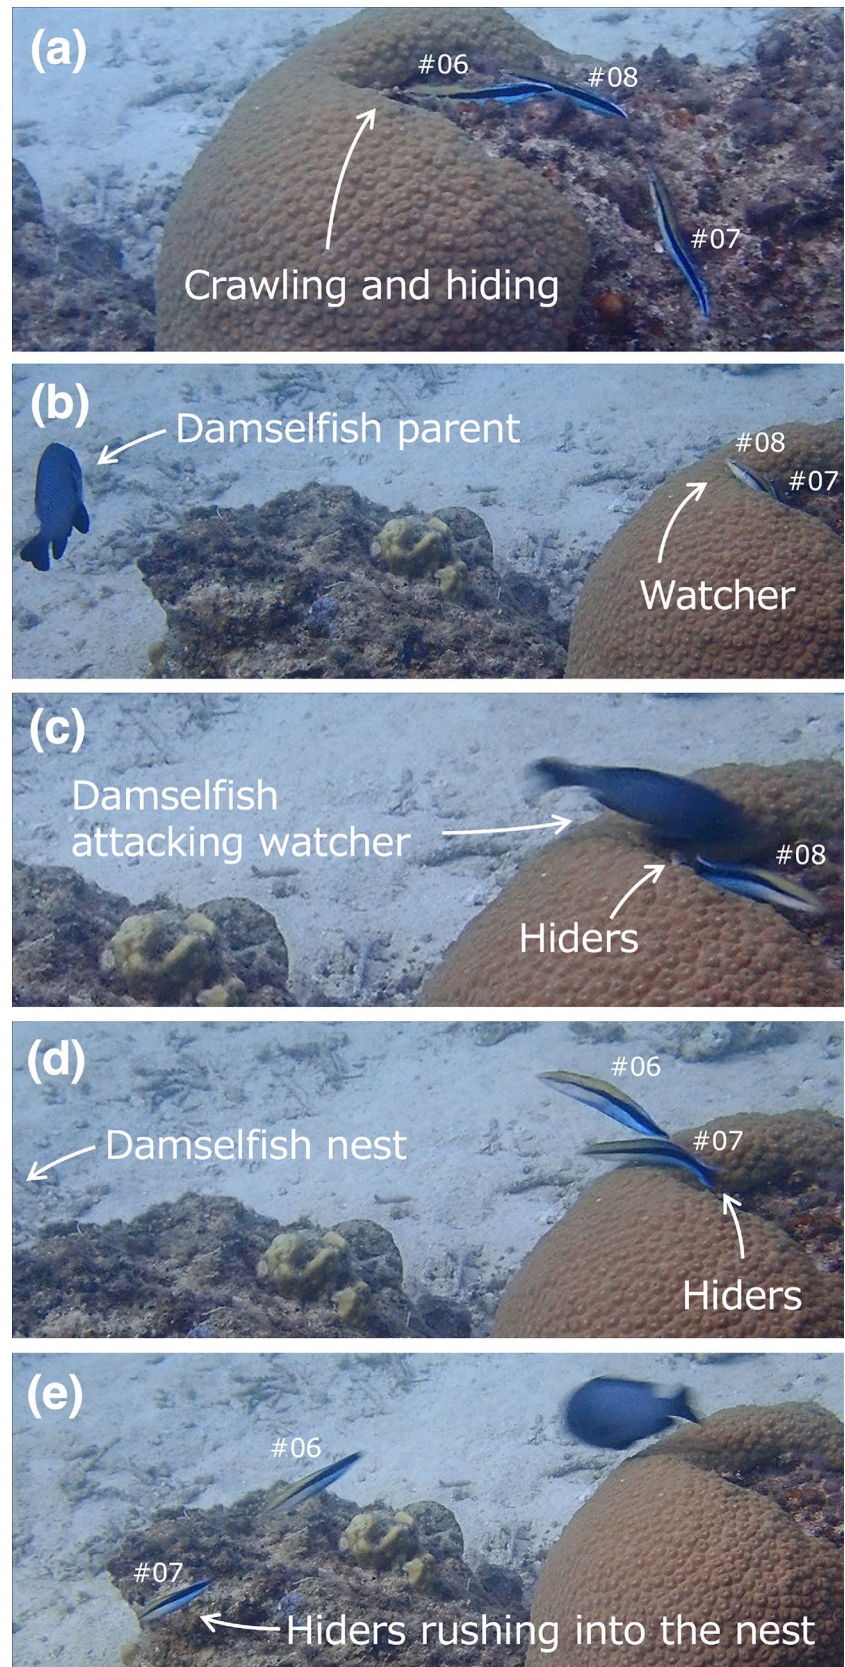 (a)
#06
#08
#07
Crawling and hiding
(b)
Damselfish parent
#08
#07
Watcher
(c)
Damselfish
attacking watcher
#08
Hiders
(d)
#06
#07
Damselfish nest
Hiders
(e)
#06
#07
Hiders rushing into the nest